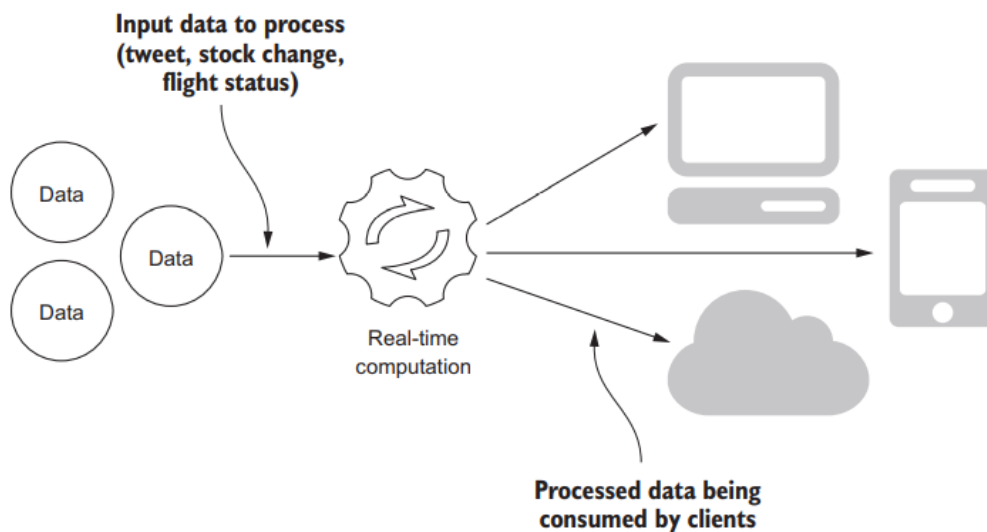 Input data to process
(tweet, stock change,
flight status)
Data
Data
Data
Real-time
computation
Processed data being
consumed by clients